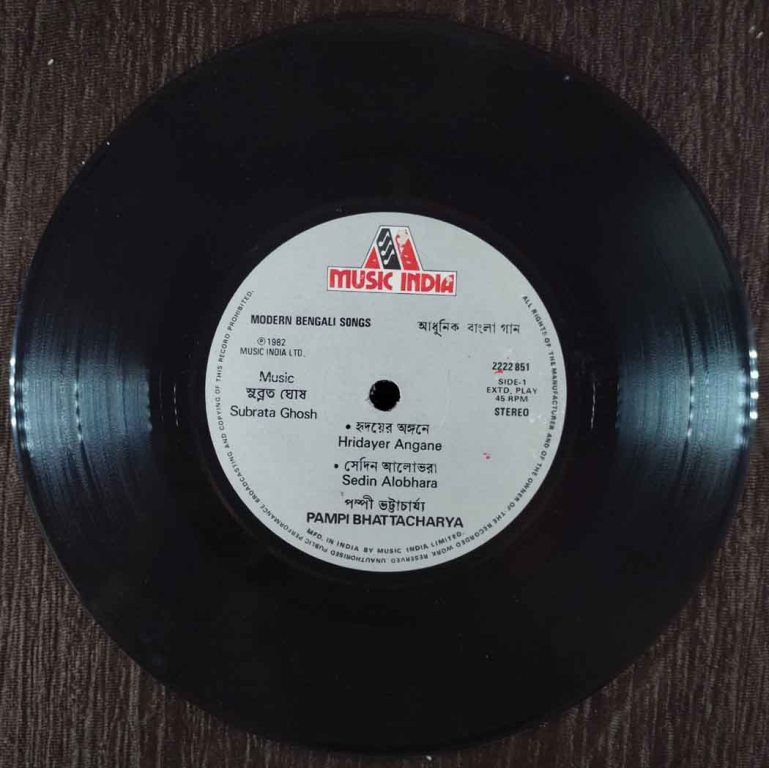 MUSIC INDIA
MODERN BENGALI SONGS
আধুনিক বাংলা গান
℗1982
MUSIC INDIA LTD.
2222 851
SIDE-1
EXTD. PLAY
45 RPM
STEREO
Music
সুব্রত ঘোষ
Subrata Ghosh
• হৃদয়ের অঙ্গনে
Hridayer Angane
• সেদিন আলোভরা
Sedin Alobhara
পম্পী ভট্টাচার্য্য
PAMPI BHATTACHARYA
MFD. IN INDIA BY MUSIC INDIA LIMITED.
ALL RIGHTS OF THE MANUFACTURER AND OF THE OWNER OF THE RECORDED WORK RESERVED. UNAUTHORISED PUBLIC PERFORMANCE BROADCASTING AND COPYING OF THIS RECORD PROHIBITED.